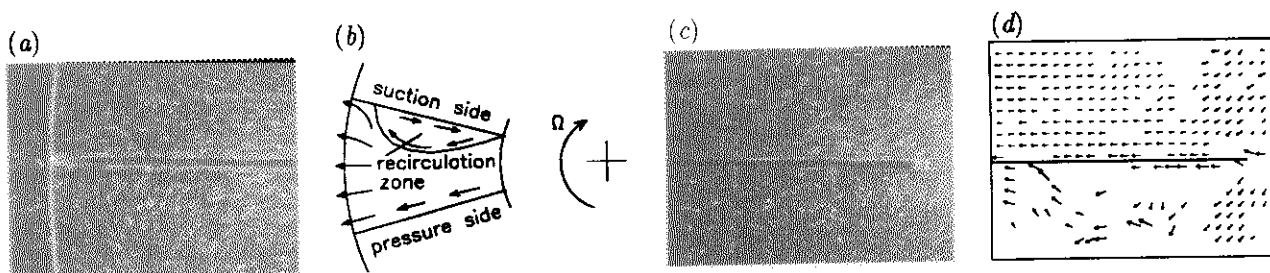 (a)
(b)
suction side
recirculotion
zone
pressure side
Ω
(c)
(d)